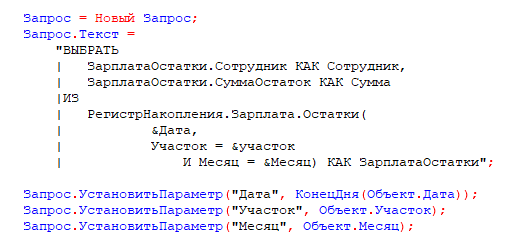 Запрос = Новый Запрос;
Запрос.Текст =
"ВЫБРАТЬ
| ЗарплатаОстатки.Сотрудник КАК Сотрудник,
| ЗарплатаОстатки.СуммаОстаток КАК Сумма
|ИЗ
| РегистрНакопления.Зарплата.Остатки(
| &Дата,
| Участок = &участок
| И Месяц = &Месяц) КАК ЗарплатаОстатки";
Запрос.УстановитьПараметр("Дата", КонецДня(Объект.Дата));
Запрос.УстановитьПараметр("Участок", Объект.Участок);
Запрос.УстановитьПараметр("Месяц", Объект.Месяц);